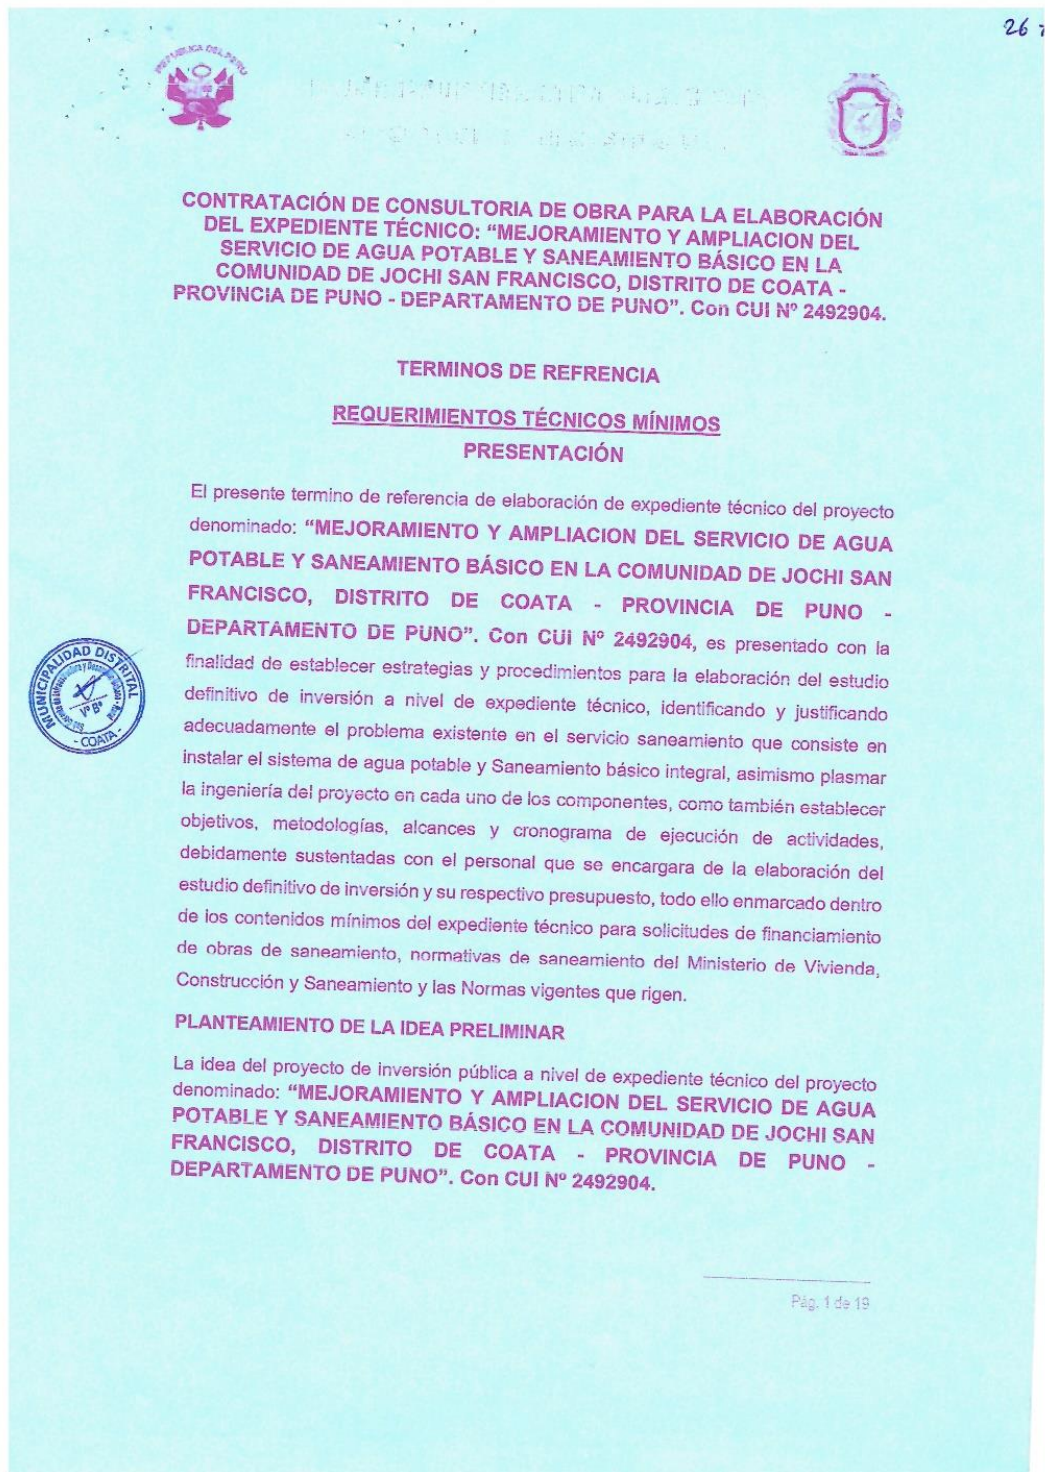 26
REPUBLICA DEL PERU
CONTRATACIÓN DE CONSULTORIA DE OBRA PARA LA ELABORACIÓN
DEL EXPEDIENTE TÉCNICO: “MEJORAMIENTO Y AMPLIACION DEL
SERVICIO DE AGUA POTABLE Y SANEAMIENTO BÁSICO EN LA
COMUNIDAD DE JOCHI SAN FRANCISCO, DISTRITO DE COATA -
PROVINCIA DE PUNO - DEPARTAMENTO DE PUNO”. Con CUI Nº 2492904.
TERMINOS DE REFRENCIA
REQUERIMIENTOS TÉCNICOS MÍNIMOS
PRESENTACIÓN
El presente termino de referencia de elaboración de expediente técnico del proyecto
denominado: “MEJORAMIENTO Y AMPLIACION DEL SERVICIO DE AGUA
POTABLE Y SANEAMIENTO BÁSICO EN LA COMUNIDAD DE JOCHI SAN
FRANCISCO, DISTRITO DE COATA - PROVINCIA DE PUNO -
DEPARTAMENTO DE PUNO”. Con CUI Nº 2492904, es presentado con la
finalidad de establecer estrategias y procedimientos para la elaboración del estudio
definitivo de inversión a nivel de expediente técnico, identificando y justificando
adecuadamente el problema existente en el servicio saneamiento que consiste en
instalar el sistema de agua potable y Saneamiento básico integral, asimismo plasmar
la ingeniería del proyecto en cada uno de los componentes, como también establecer
objetivos, metodologías, alcances y cronograma de ejecución de actividades,
debidamente sustentadas con el personal que se encargara de la elaboración del
estudio definitivo de inversión y su respectivo presupuesto, todo ello enmarcado dentro
de los contenidos mínimos del expediente técnico para solicitudes de financiamiento
de obras de saneamiento, normativas de saneamiento del Ministerio de Vivienda,
Construcción y Saneamiento y las Normas vigentes que rigen.
MUNICIPALIDAD DISTRITAL
Vº Bº
- COATA -
PLANTEAMIENTO DE LA IDEA PRELIMINAR
La idea del proyecto de inversión pública a nivel de expediente técnico del proyecto
denominado: “MEJORAMIENTO Y AMPLIACION DEL SERVICIO DE AGUA
POTABLE Y SANEAMIENTO BÁSICO EN LA COMUNIDAD DE JOCHI SAN
FRANCISCO, DISTRITO DE COATA - PROVINCIA DE PUNO -
DEPARTAMENTO DE PUNO”. Con CUI Nº 2492904.
Pág. 1 de 19